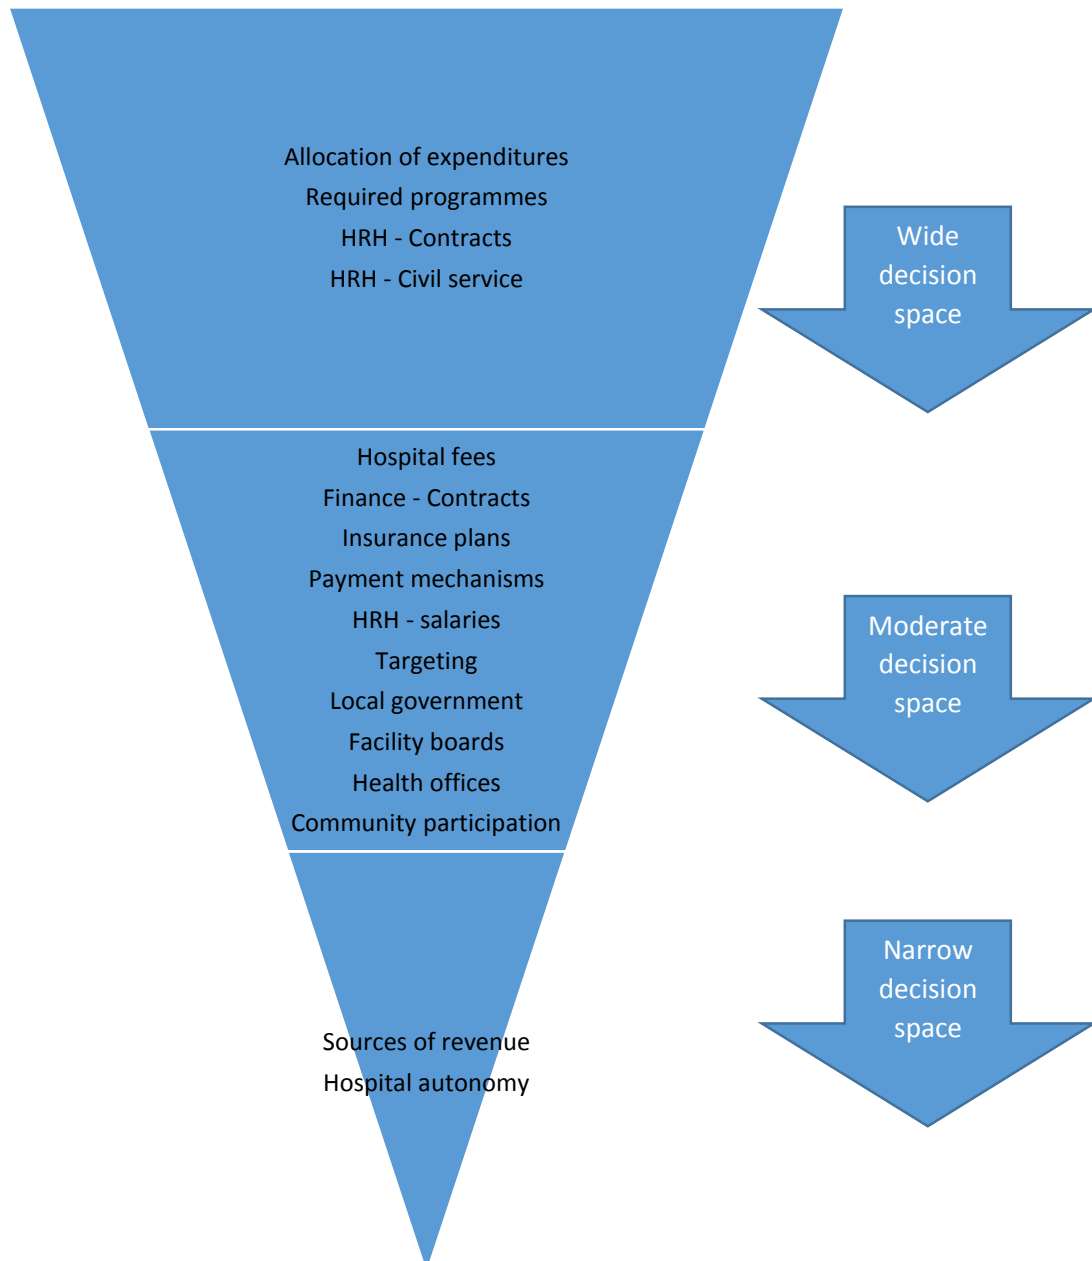 Allocation of expenditures
Required programmes
HRH - Contracts
HRH - Civil service
Wide
decision
space
Hospital fees
Finance - Contracts
Insurance plans
Payment mechanisms
HRH - salaries
Targeting
Local government
Facility boards
Health offices
Community participation
Moderate
decision
space
Sources of revenue
Hospital autonomy
Narrow
decision
space